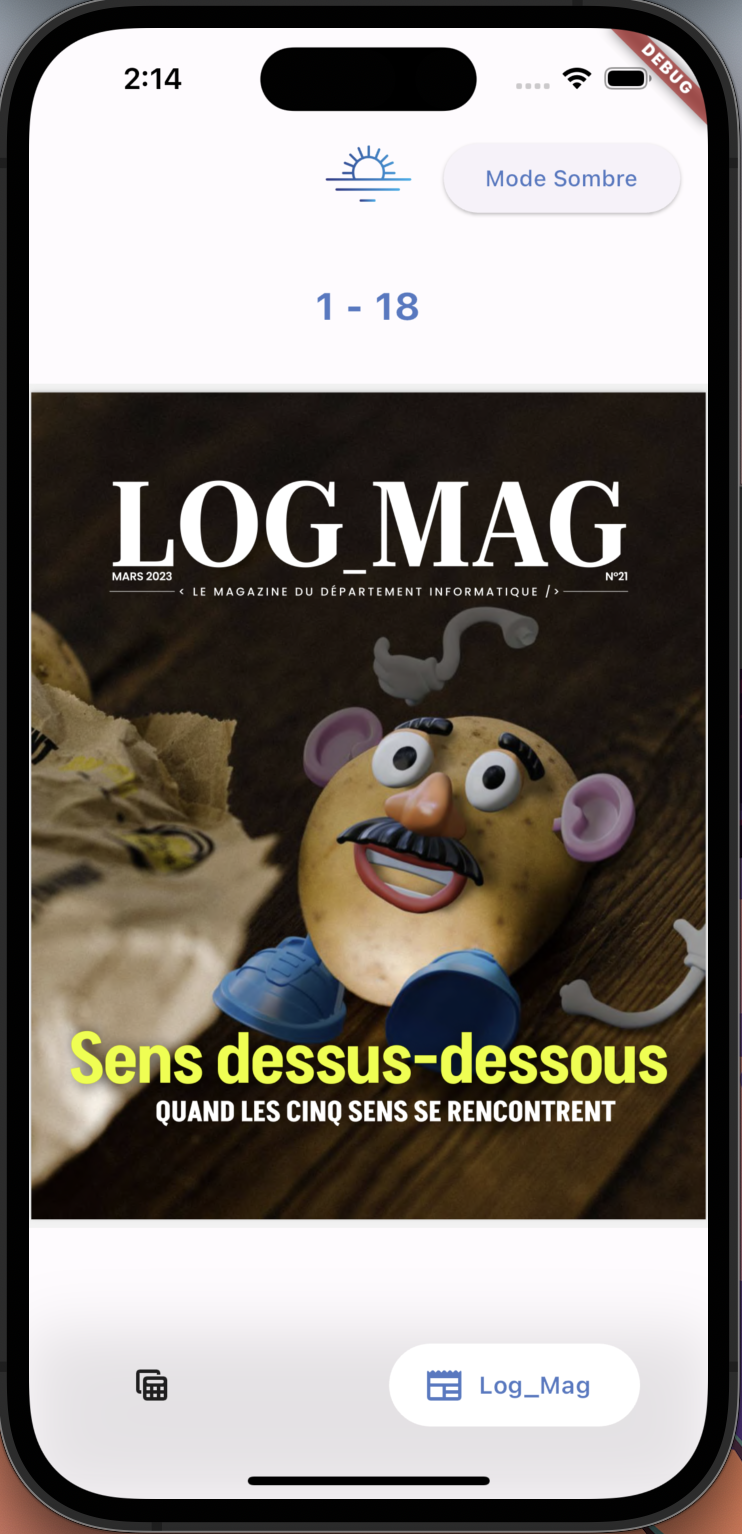 2:14
DEBUG
Mode Sombre
1 - 18
LOG_MAG
MARS 2023
N°21
< LE MAGAZINE DU DÉPARTEMENT INFORMATIQUE />
Sens dessus-dessous
QUAND LES CINQ SENS SE RENCONTRENT
Log_Mag